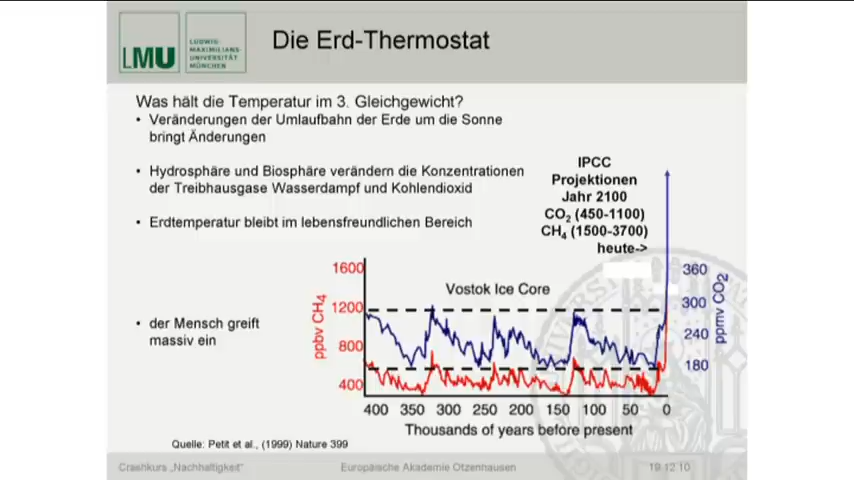 LMU
LUDWIG-
MAXIMILIANS-
UNIVERSITÄT
MÜNCHEN
Die Erd-Thermostat
Was hält die Temperatur im 3. Gleichgewicht?
• Veränderungen der Umlaufbahn der Erde um die Sonne
bringt Änderungen
• Hydrosphäre und Biosphäre verändern die Konzentrationen
der Treibhausgase Wasserdampf und Kohlendioxid
• Erdtemperatur bleibt im lebensfreundlichen Bereich
• der Mensch greift
massiv ein
IPCC
Projektionen
Jahr 2100
CO2 (450-1100)
CH4 (1500-3700)
heute->
Vostok Ice Core
ppbv CH4
1600
1200
800
400
360
300
240
180
ppmv CO2
400 350 300 250 200 150 100 50 0
Thousands of years before present
Quelle: Petit et al., (1999) Nature 399
Crashkurs „Nachhaltigkeit"
Europäische Akademie Otzenhausen
19.12.10